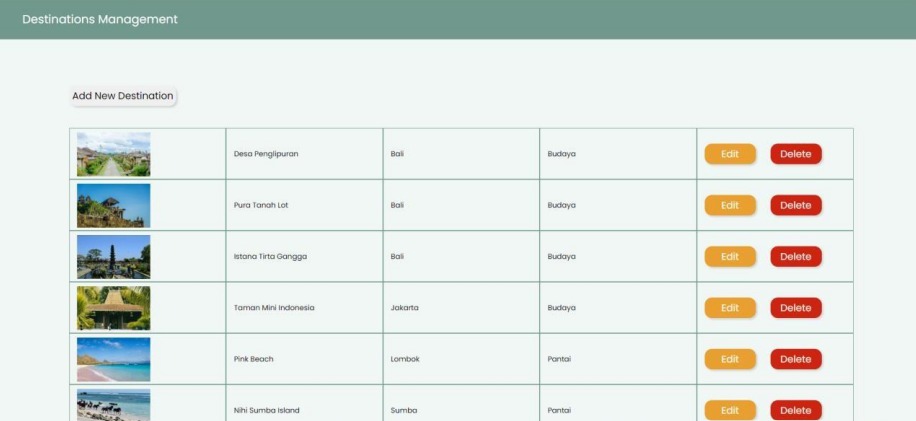 Destinations Management
Add New Destination
Desa Penglipuran Bali Budaya Edit Delete
Pura Tanah Lot Bali Budaya Edit Delete
Istana Tirta Gangga Bali Budaya Edit Delete
Taman Mini Indonesia Jakarta Budaya Edit Delete
Pink Beach Lombok Pantai Edit Delete
Nihi Sumba Island Sumba Pantai Edit Delete